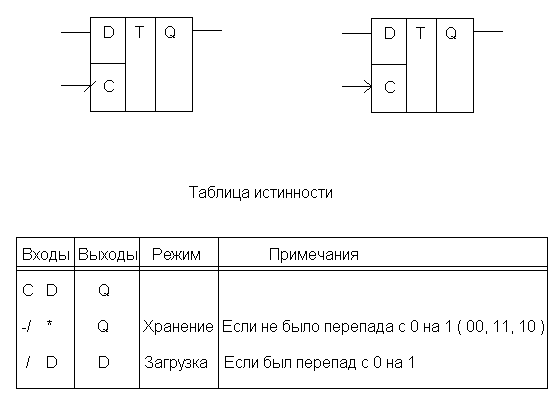 D T Q D T Q
C C
Таблица истинности
Входы Выходы Режим Примечания
C D Q
-/ * Q Хранение Если не было перепада с 0 на 1 ( 00, 11, 10 )
/ D D Загрузка Если был перепад с 0 на 1